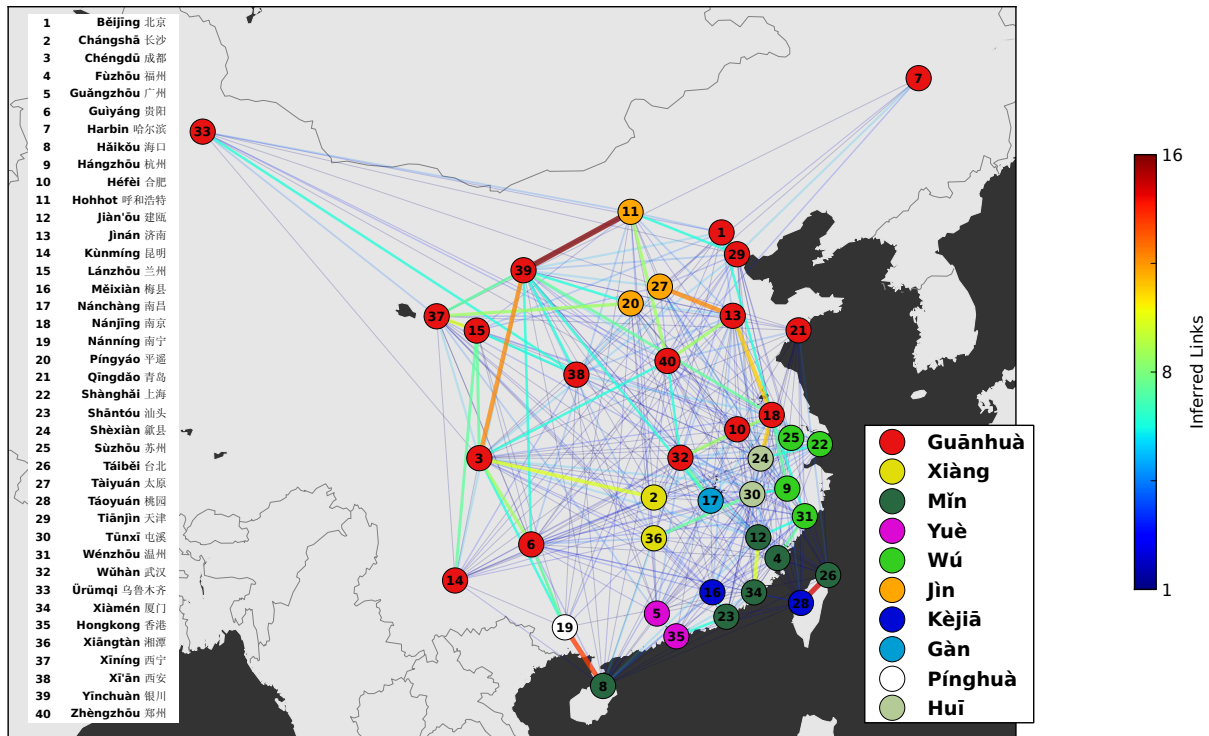 1 Běijīng 北京
2 Chángshā 长沙
3 Chéngdū 成都
4 Fùzhōu 福州
5 Guǎngzhōu 广州
6 Guìyáng 贵阳
7 Harbin 哈尔滨
8 Hǎikǒu 海口
9 Hángzhōu 杭州
10 Héfèi 合肥
11 Hohhot 呼和浩特
12 Jiàn'ōu 建瓯
13 Jìnán 济南
14 Kùnmíng 昆明
15 Lánzhōu 兰州
16 Měixiàn 梅县
17 Nánchàng 南昌
18 Nánjīng 南京
19 Nánníng 南宁
20 Píngyáo 平遥
21 Qīngdǎo 青岛
22 Shànghǎi 上海
23 Shāntóu 汕头
24 Shèxiàn 歙县
25 Sùzhōu 苏州
26 Táiběi 台北
27 Tàiyuán 太原
28 Táoyuán 桃园
29 Tiānjìn 天津
30 Tūnxī 屯溪
31 Wénzhōu 温州
32 Wǔhàn 武汉
33 Ürümqi 乌鲁木齐
34 Xiàmén 厦门
35 Hongkong 香港
36 Xiāngtàn 湘潭
37 Xīníng 西宁
38 Xī'ān 西安
39 Yīnchuàn 银川
40 Zhèngzhōu 郑州
7
33
11
1
29
39
27
20
37
15
13
21
40
38
18
10
25
22
24
3
32
2
17
30
9
31
36
12
6
4
14
26
16
34
28
5
23
19
35
8
Guānhuà
Xiàng
Mǐn
Yuè
Wú
Jìn
Kèjiā
Gàn
Pínghuà
Huī
16
8
1
Inferred Links